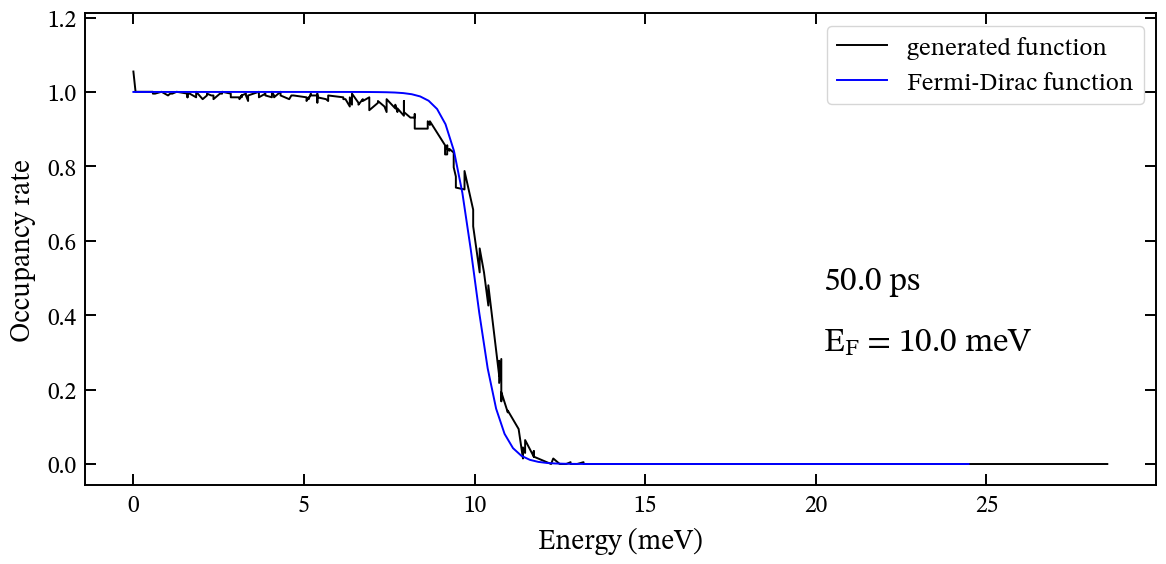 generated function
Fermi-Dirac function
1.2
1.0
0.8
0.6
0.4
0.2
0.0
Occupancy rate
50.0 ps
E_F = 10.0 meV
0 5 10 15 20 25
Energy (meV)